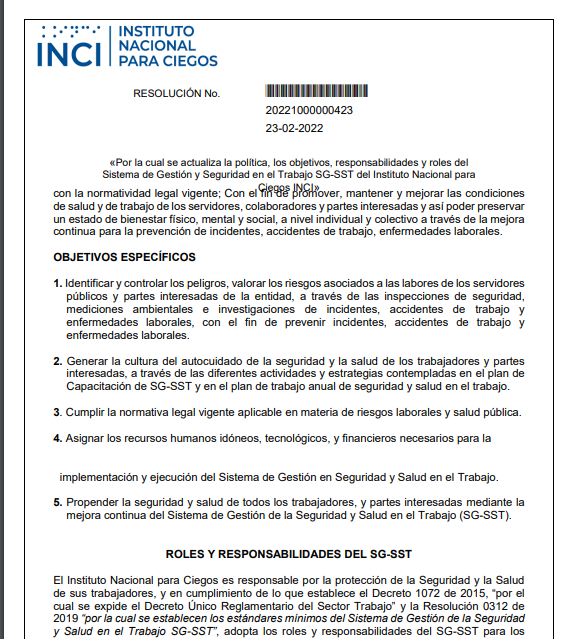 INCI
INSTITUTO
NACIONAL
PARA CIEGOS
RESOLUCIÓN No.
20221000000423
23-02-2022
«Por la cual se actualiza la política, los objetivos, responsabilidades y roles del
Sistema de Gestión y Seguridad en el Trabajo SG-SST del Instituto Nacional para
Ciegos INCI»
con la normatividad legal vigente; Con el fin de promover, mantener y mejorar las condiciones
de salud y de trabajo de los servidores, colaboradores y partes interesadas y así poder preservar
un estado de bienestar físico, mental y social, a nivel individual y colectivo a través de la mejora
continua para la prevención de incidentes, accidentes de trabajo, enfermedades laborales.
OBJETIVOS ESPECÍFICOS
1. Identificar y controlar los peligros, valorar los riesgos asociados a las labores de los servidores
públicos y partes interesadas de la entidad, a través de las inspecciones de seguridad,
mediciones ambientales e investigaciones de incidentes, accidentes de trabajo y
enfermedades laborales, con el fin de prevenir incidentes, accidentes de trabajo y
enfermedades laborales.
2. Generar la cultura del autocuidado de la seguridad y la salud de los trabajadores y partes
interesadas, a través de las diferentes actividades y estrategias contempladas en el plan de
Capacitación de SG-SST y en el plan de trabajo anual de seguridad y salud en el trabajo.
3. Cumplir la normativa legal vigente aplicable en materia de riesgos laborales y salud pública.
4. Asignar los recursos humanos idóneos, tecnológicos, y financieros necesarios para la
implementación y ejecución del Sistema de Gestión en Seguridad y Salud en el Trabajo.
5. Propender la seguridad y salud de todos los trabajadores, y partes interesadas mediante la
mejora continua del Sistema de Gestión de la Seguridad y Salud en el Trabajo (SG-SST).
ROLES Y RESPONSABILIDADES DEL SG-SST
El Instituto Nacional para Ciegos es responsable por la protección de la Seguridad y la Salud
de sus trabajadores, y en cumplimiento de lo que establece el Decreto 1072 de 2015, “por el
cual se expide el Decreto Único Reglamentario del Sector Trabajo” y la Resolución 0312 de
2019 “por la cual se establecen los estándares mínimos del Sistema de Gestión de la Seguridad
y Salud en el Trabajo SG-SST”, adopta los roles y responsabilidades del SG-SST para los